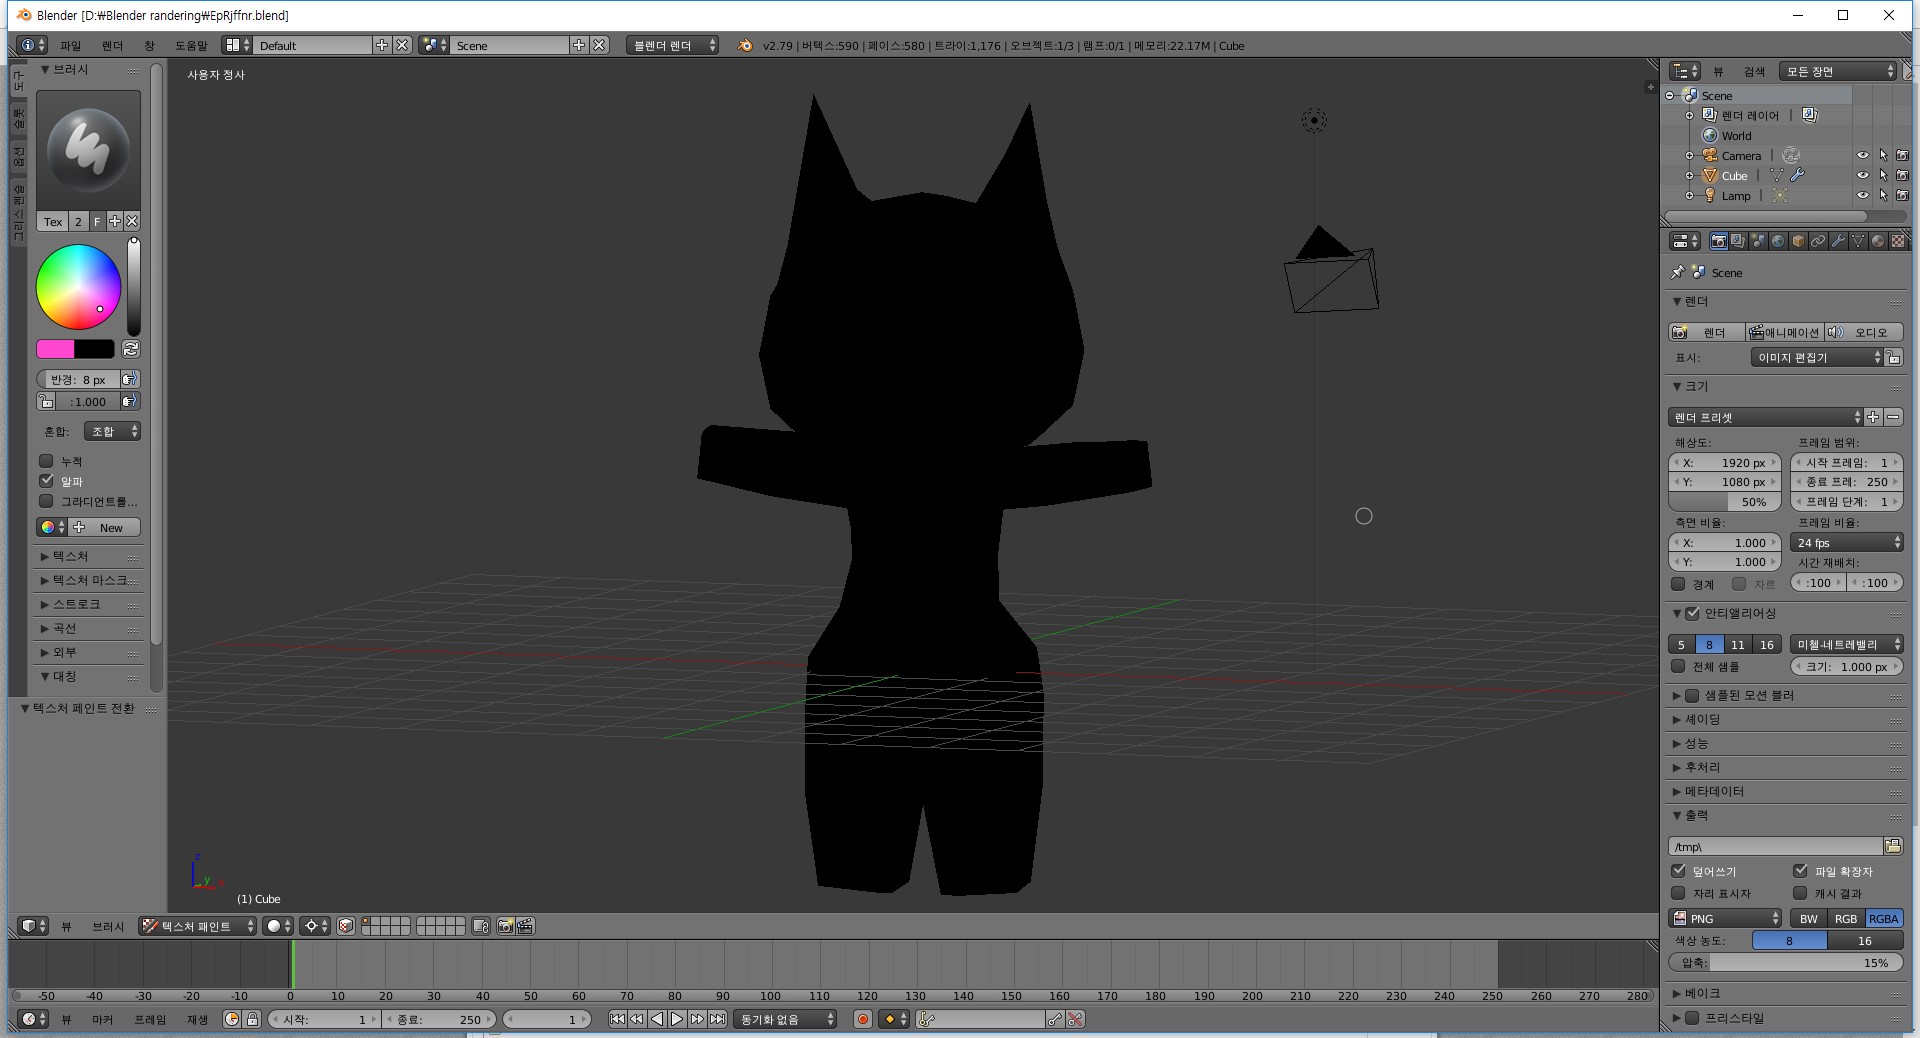 Blender [D:₩Blender randering₩EpRjffnr.blend]
파일 렌더 창 도움말 Default Scene 블렌더 렌더 v2.79 | 버텍스:590 | 페이스:580 | 트라이:1,176 | 오브젝트:1/3 | 램프:0/1 | 메모리:22.17M | Cube
브러시
도구
슬롯
옵션
그리스 펜슬
Tex 2 F
반경: 8 px
: 1.000
혼합: 조합
누적
알파
그라디언트를...
New
텍스처
텍스처 마스크
스트로크
곡선
외부
대칭
텍스처 페인트 전환
사용자 정사
(1) Cube
z
y
x
뷰 브러시 텍스처 페인트
-50 -40 -30 -20 -10 0 10 20 30 40 50 60 70 80 90 100 110 120 130 140 150 160 170 180 190 200 210 220 230 240 250 260 270 280
뷰 마커 프레임 재생 시작: 1 종료: 250 1 동기화 없음
뷰 검색 모든 장면
Scene
렌더 레이어 |
World
Camera |
Cube |
Lamp |
Scene
렌더
렌더 애니메이션 오디오
표시: 이미지 편집기
크기
렌더 프리셋
해상도: 프레임 범위:
X: 1920 px 시작 프레임: 1
Y: 1080 px 종료 프레: 250
50% 프레임 단계: 1
측면 비율: 프레임 비율:
X: 1.000 24 fps
Y: 1.000 시간 재배치:
경계 자르 :100 :100
안티앨리어싱
5 8 11 16 미첼-네트레밸리
전체 샘플 크기: 1.000 px
샘플된 모션 블러
셰이딩
성능
후처리
메타데이터
출력
/tmp\
덮어쓰기 파일 확장자
자리 표시자 캐시 결과
PNG BW RGB RGBA
색상 농도: 8 16
압축: 15%
베이크
프리스타일